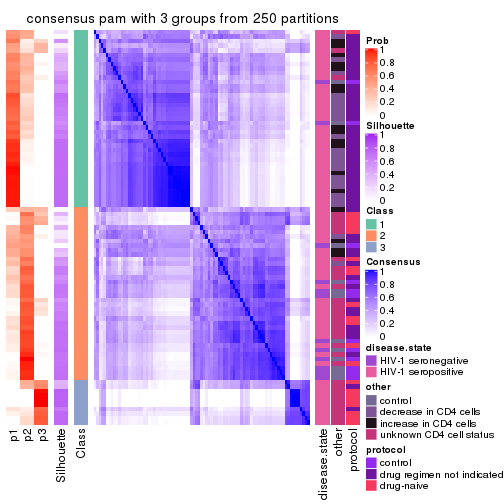 consensus pam with 3 groups from 250 partitions
Prob
1
0.8
0.6
0.4
0.2
0
Silhouette
1
0.8
0.6
0.4
0.2
0
Class
1
2
3
Consensus
1
0.8
0.6
0.4
0.2
0
disease.state
HIV-1 seronegative
HIV-1 seropositive
other
control
decrease in CD4 cells
increase in CD4 cells
unknown CD4 cell status
protocol
control
drug regimen not indicated
drug-naive
p1
p2
p3
Silhouette
Class
disease.state
other
protocol